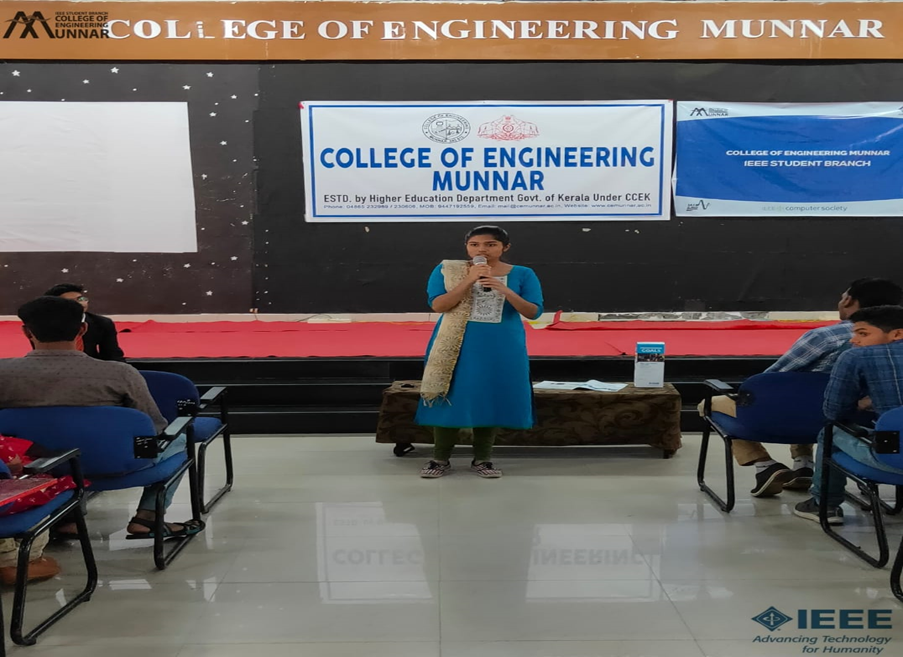 IEEE STUDENT BRANCH
COLLEGE OF
ENGINEERING
MUNNAR
COLLEGE OF ENGINEERING MUNNAR
COLLEGE OF ENGINEERING
MUNNAR
ESTD. by Higher Education Department Govt. of Kerala Under CCEK
MUNNAR
COLLEGE OF ENGINEERING MUNNAR
IEEE STUDENT BRANCH
computer society
IEEE
Advancing Technology
for Humanity